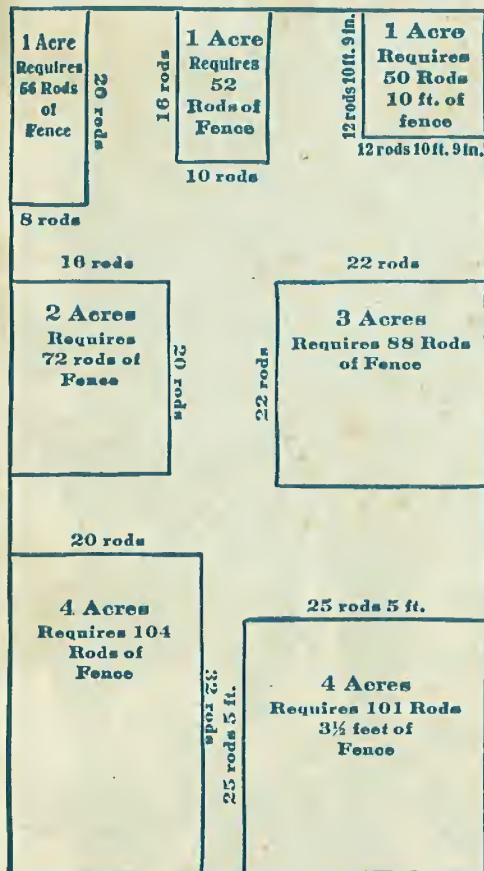 1 Acre
Requires
56 Rods
of
Fence
20 rods
8 rods
1 Acre
Requires
52
Rods of
Fence
16 rods
10 rods
1 Acre
Requires
50 Rods
10 ft. of
fence
12 rods 10 ft. 9 in.
12 rods 10 ft. 9 in.
16 rods
2 Acres
Requires
72 rods of
Fence
20 rods
22 rods
3 Acres
Requires 88 Rods
of Fence
22 rods
20 rods
4 Acres
Requires 104
Rods of
Fence
32 rods
25 rods 5 ft.
4 Acres
Requires 101 Rods
3½ feet of
Fence
25 rods 5 ft.